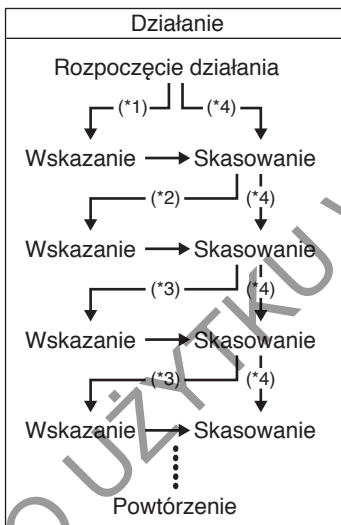 Działanie
Rozpoczęcie działania
(*1) (*4)
Wskazanie Skasowanie
(*2) (*4)
Wskazanie Skasowanie
(*3) (*4)
Wskazanie Skasowanie
(*3) (*4)
Wskazanie Skasowanie
Powtórzenie
O UŻYTKU W